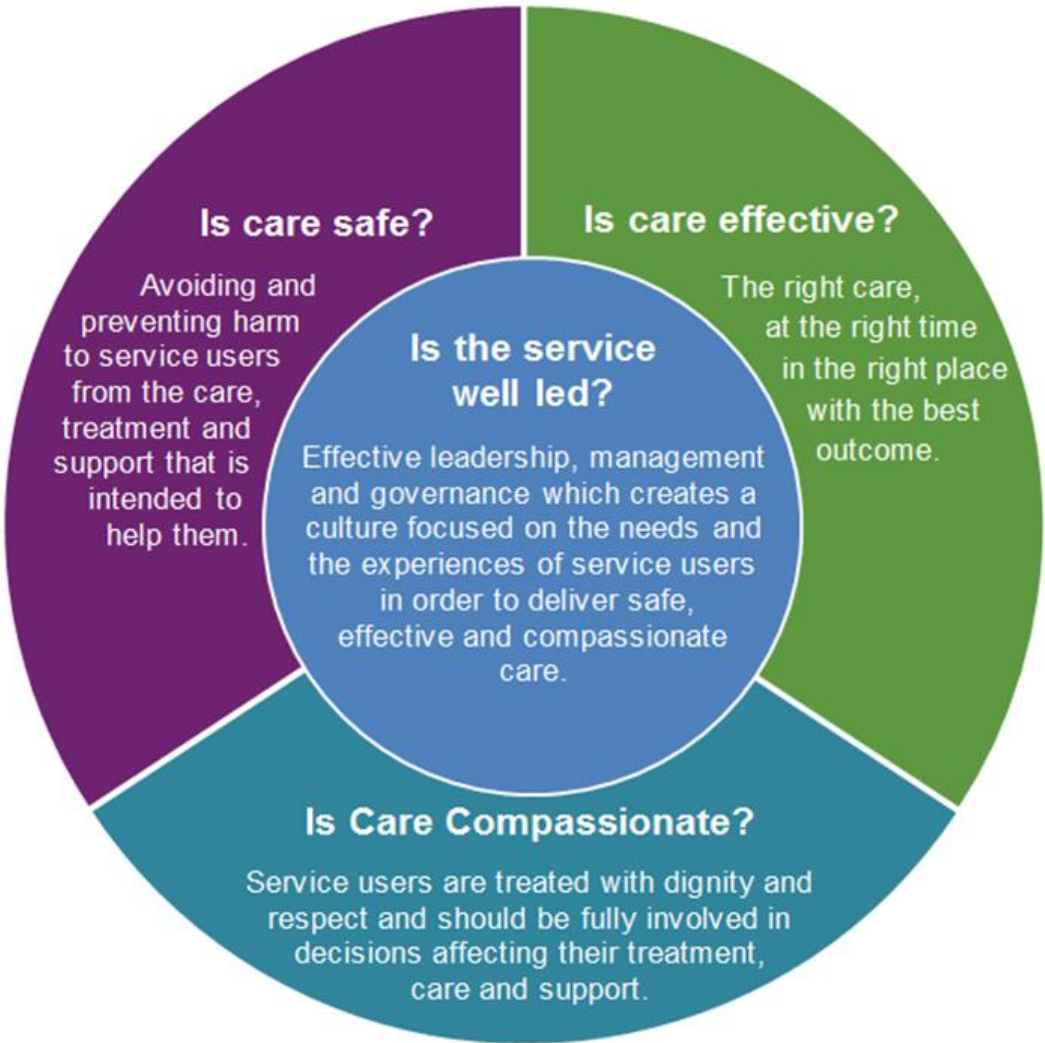 Is care safe?
Avoiding and
preventing harm
to service users
from the care,
treatment and
support that is
intended to
help them.
Is care effective?
The right care,
at the right time
in the right place
with the best
outcome.
Is the service
well led?
Effective leadership, management
and governance which creates a
culture focused on the needs and
the experiences of service users
in order to deliver safe,
effective and compassionate
care.
Is Care Compassionate?
Service users are treated with dignity and
respect and should be fully involved in
decisions affecting their treatment,
care and support.